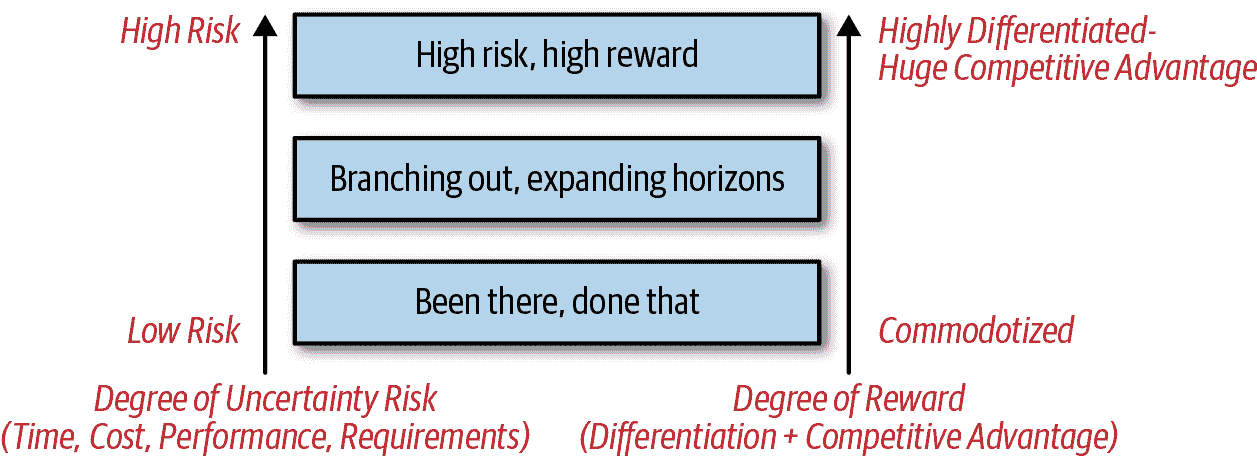 High Risk
High risk, high reward
Highly Differentiated-
Huge Competitive Advantage
Branching out, expanding horizons
Been there, done that
Low Risk
Commodotized
Degree of Uncertainty Risk
(Time, Cost, Performance, Requirements)
Degree of Reward
(Differentiation + Competitive Advantage)